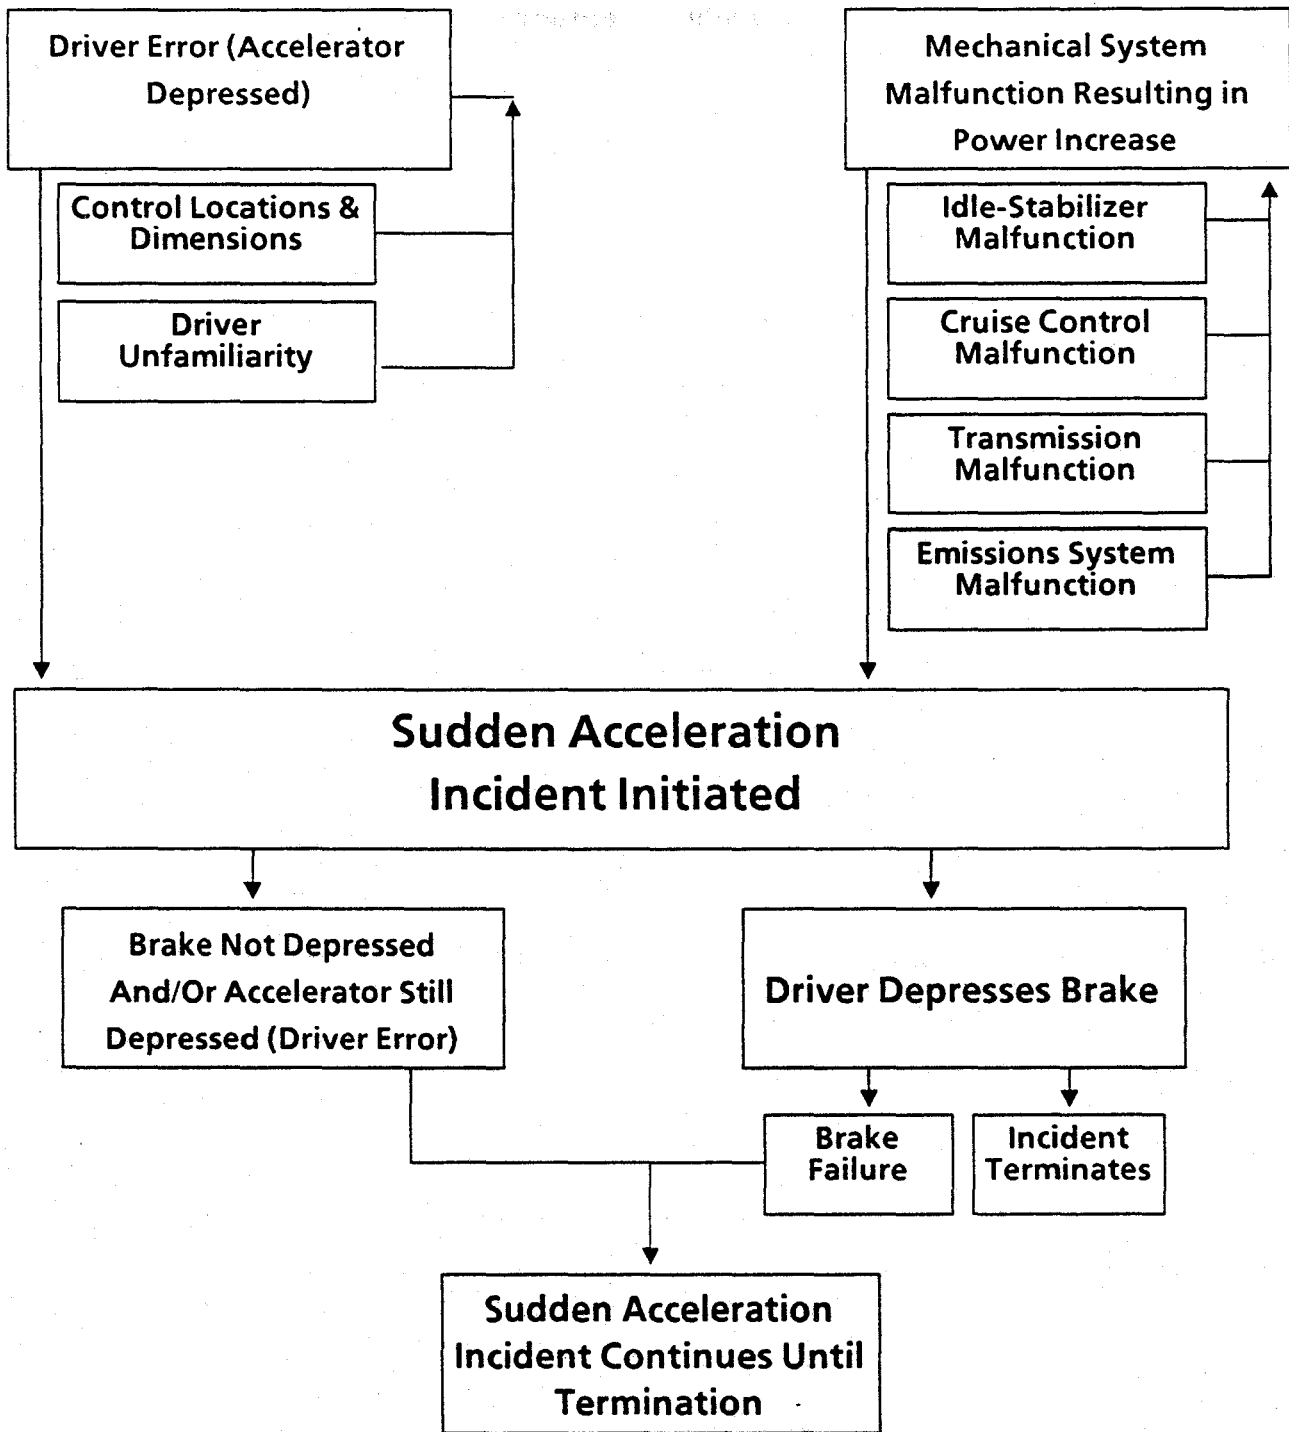 Driver Error (Accelerator
Depressed)
Mechanical System
Malfunction Resulting in
Power Increase
Control Locations &
Dimensions
Driver
Unfamiliarity
Idle-Stabilizer
Malfunction
Cruise Control
Malfunction
Transmission
Malfunction
Emissions System
Malfunction
Sudden Acceleration
Incident Initiated
Brake Not Depressed
And/Or Accelerator Still
Depressed (Driver Error)
Driver Depresses Brake
Brake
Failure
Incident
Terminates
Sudden Acceleration
Incident Continues Until
Termination